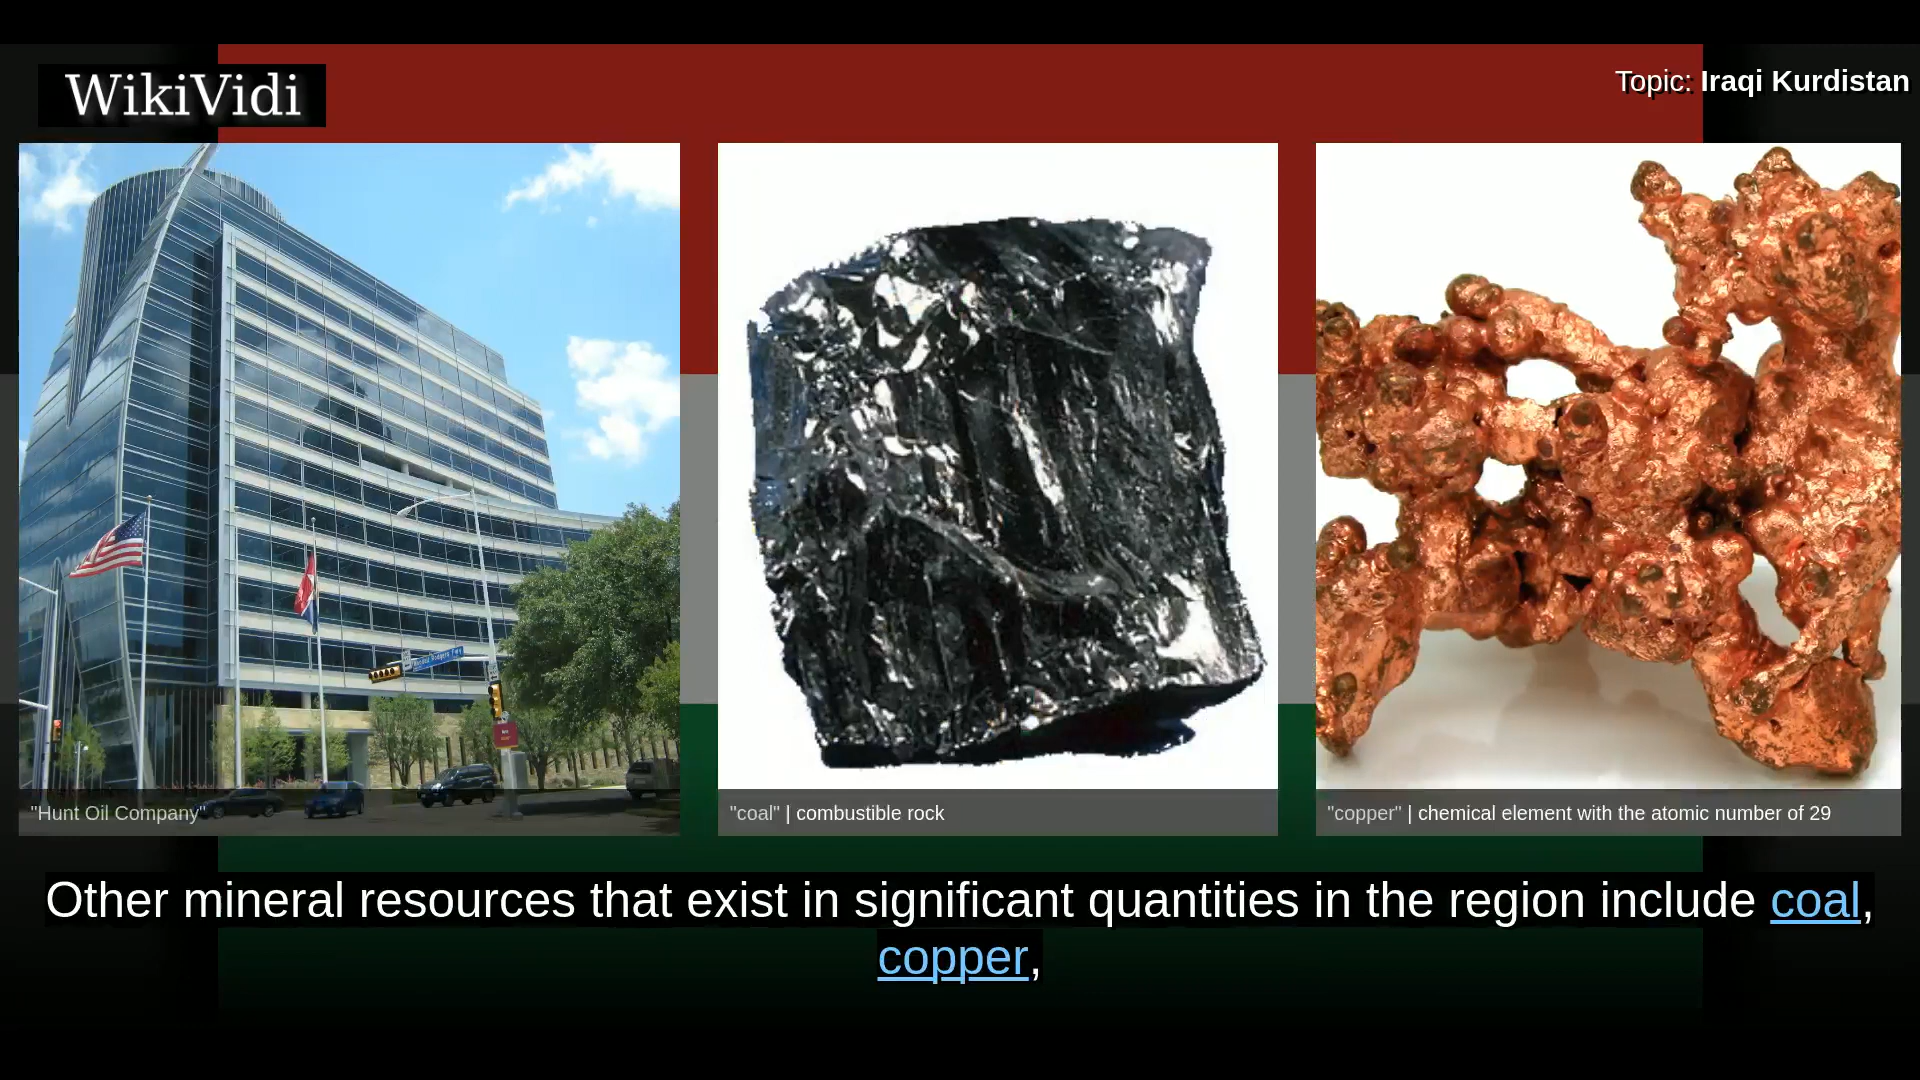 WikiVidi
Topic: Iraqi Kurdistan
"Hunt Oil Company"
"coal" | combustible rock
"copper" | chemical element with the atomic number of 29
Other mineral resources that exist in significant quantities in the region include coal,
copper,